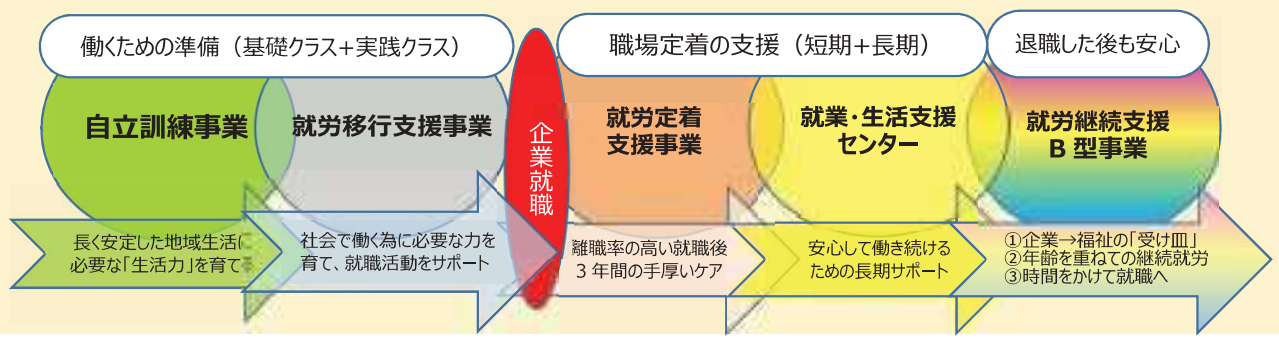 働くための準備（基礎クラス＋実践クラス）
自立訓練事業
就労移行支援事業
長く安定した地域生活に
必要な「生活力」を育て
社会で働く為に必要な力を
育て、就職活動をサポート
企業就職
職場定着の支援（短期＋長期）
就労定着
支援事業
就業・生活支援
センター
離職率の高い就職後
３年間の手厚いケア
安心して働き続ける
ための長期サポート
退職した後も安心
就労継続支援
B 型事業
①企業→福祉の「受け皿」
②年齢を重ねての継続就労
③時間をかけて就職へ